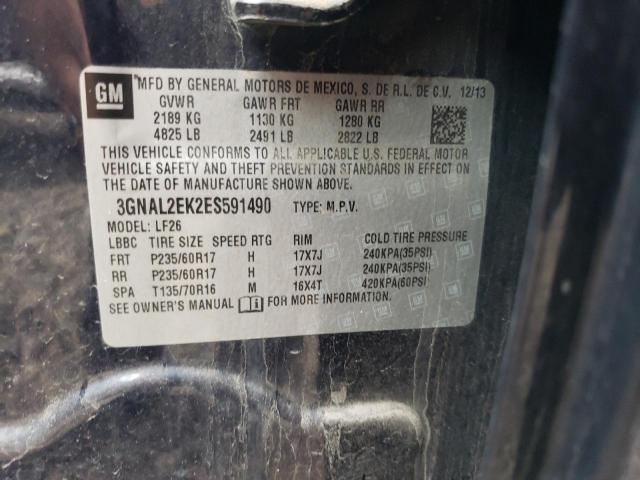 GM
MFD BY GENERAL MOTORS DE MEXICO, S. DE R.L. DE C.V. 12/13
GVWR GAWR FRT GAWR RR
2189 KG 1130 KG 1280 KG
4825 LB 2491 LB 2822 LB
THIS VEHICLE CONFORMS TO ALL APPLICABLE U.S. FEDERAL MOTOR
VEHICLE SAFETY AND THEFT PREVENTION STANDARDS IN EFFECT ON
THE DATE OF MANUFACTURE SHOWN ABOVE.
3GNAL2EK2ES591490 TYPE: M.P.V.
MODEL: LF26
LBBC TIRE SIZE SPEED RTG RIM COLD TIRE PRESSURE
FRT P235/60R17 H 17X7J 240KPA(35PSI)
RR P235/60R17 H 17X7J 240KPA(35PSI)
SPA T135/70R16 M 16X4T 420KPA(60PSI)
SEE OWNER'S MANUAL FOR MORE INFORMATION.